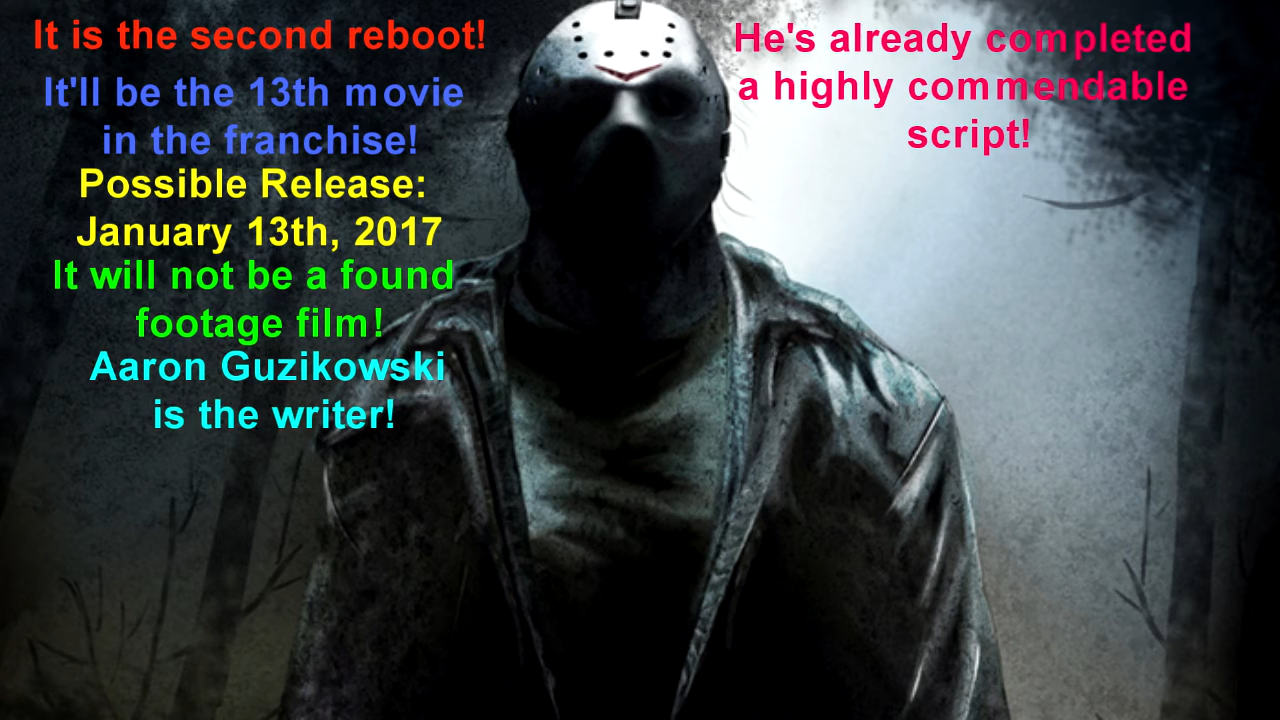 It is the second reboot!
It'll be the 13th movie
in the franchise!
Possible Release:
January 13th, 2017
It will not be a found
footage film!
Aaron Guzikowski
is the writer!
He's already completed
a highly commendable
script!